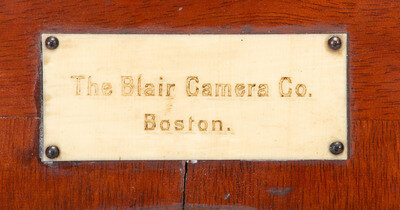 The Blair Camera Co.
Boston.